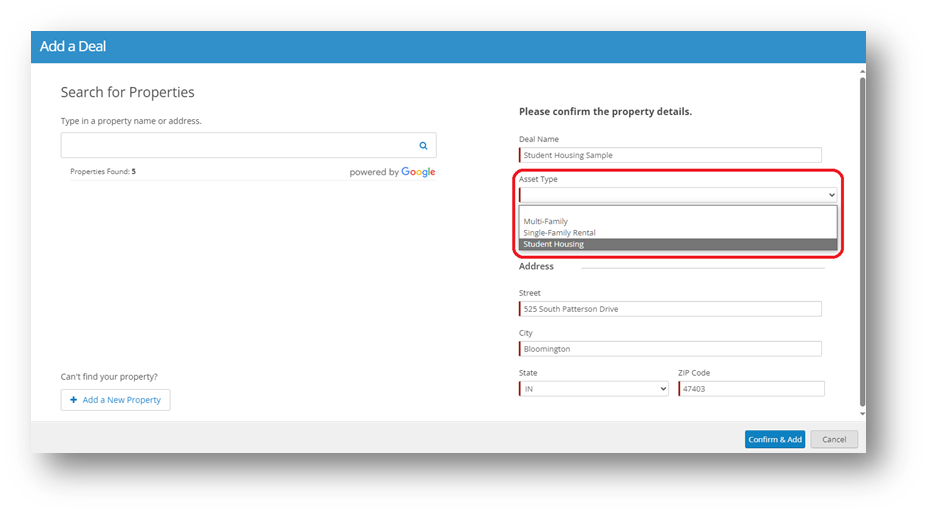 Add a Deal
Search for Properties
Type in a property name or address.
Properties Found: 5
powered by Google
Can't find your property?
+ Add a New Property
Please confirm the property details.
Deal Name
Student Housing Sample
Asset Type
Multi-Family
Single-Family Rental
Student Housing
Address
Street
525 South Patterson Drive
City
Bloomington
State ZIP Code
IN 47403
Confirm & Add Cancel